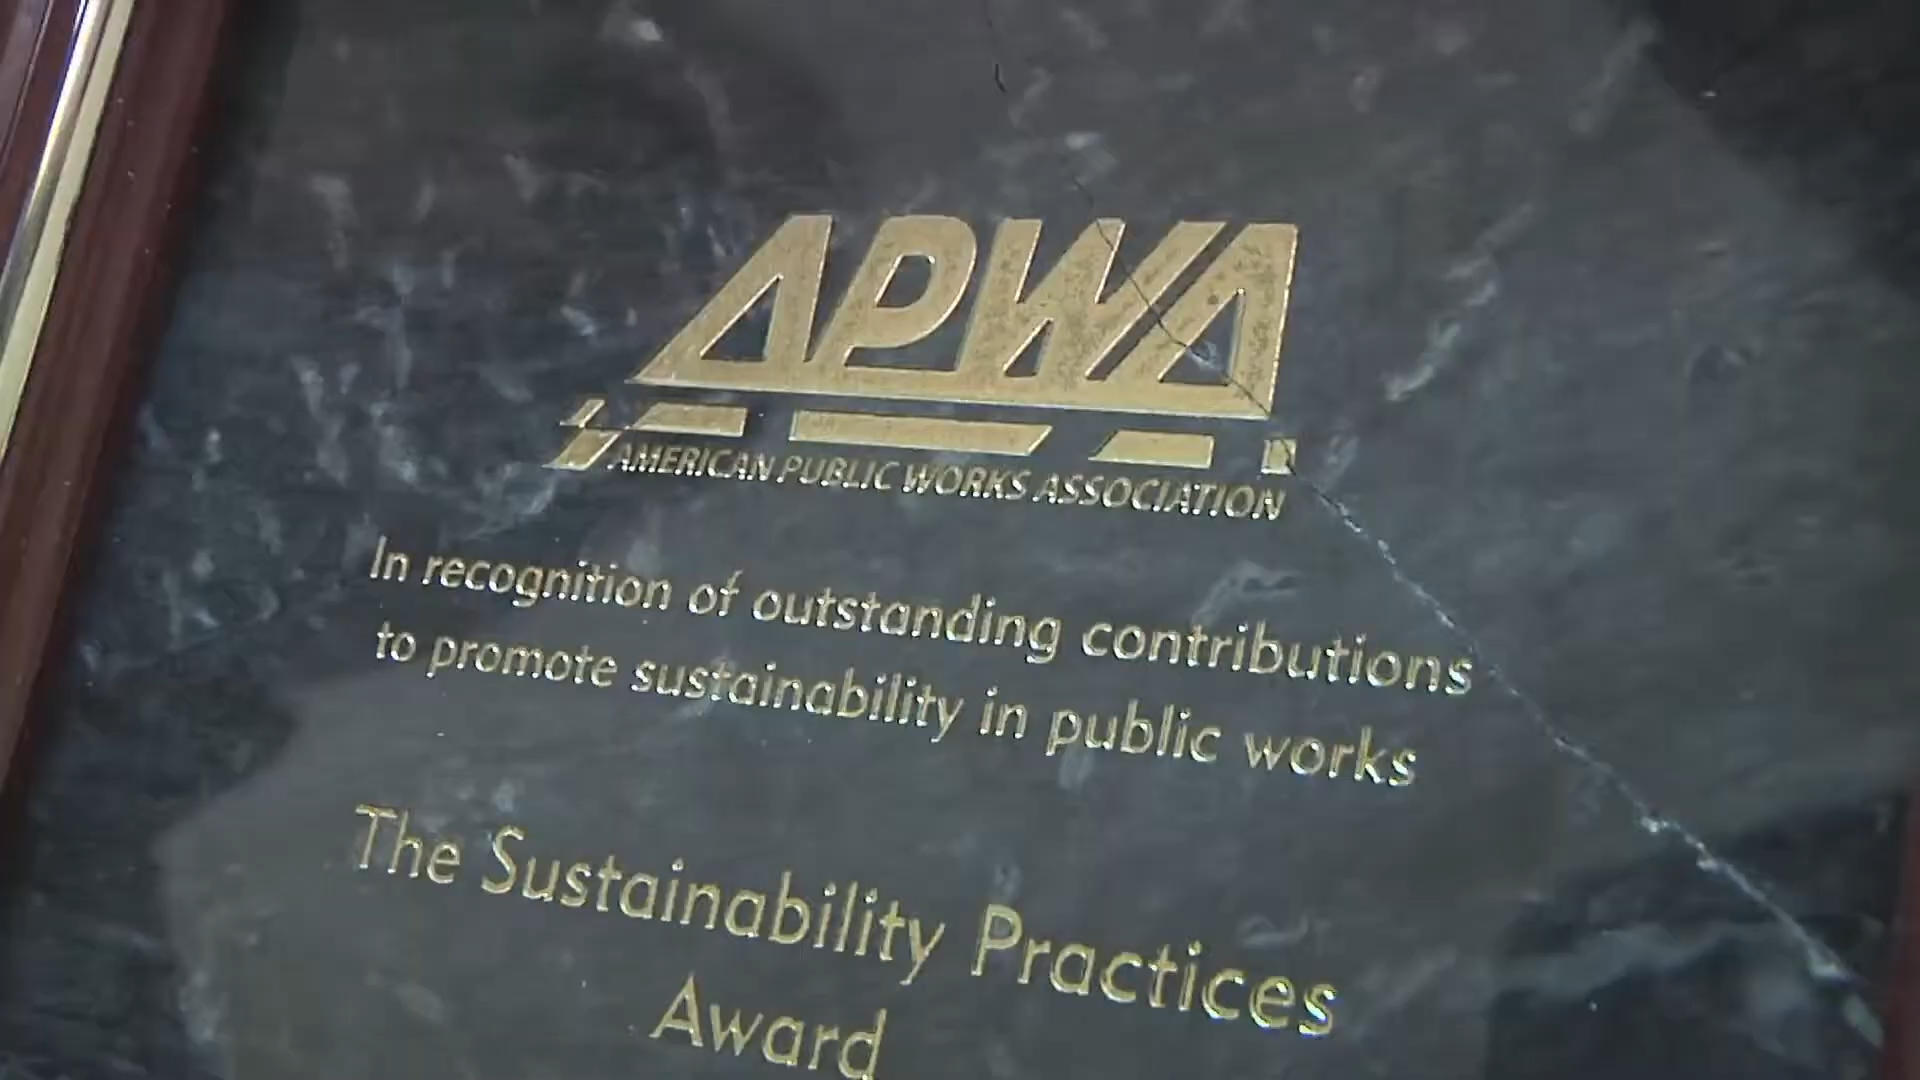 APWA
AMERICAN PUBLIC WORKS ASSOCIATION
In recognition of outstanding contributions
to promote sustainability in public works
The Sustainability Practices
Award